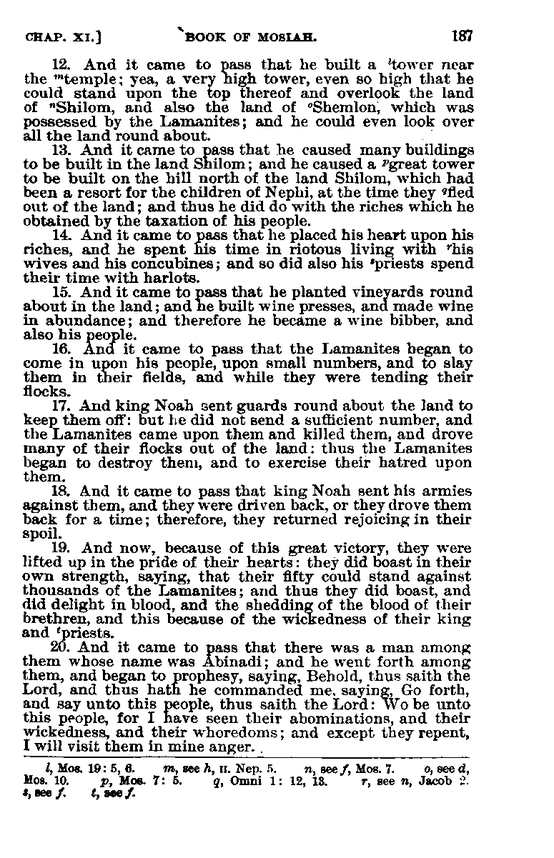 CHAP. XI.] BOOK OF MOSIAH. 187
12. And it came to pass that he built a ˡtower near
the ᵐtemple; yea, a very high tower, even so high that he
could stand upon the top thereof and overlook the land
of ⁿShilom, and also the land of ᵒShemlon, which was
possessed by the Lamanites; and he could even look over
all the land round about.
13. And it came to pass that he caused many buildings
to be built in the land Shilom; and he caused a ᵖgreat tower
to be built on the hill north of the land Shilom, which had
been a resort for the children of Nephi, at the time they qfled
out of the land; and thus he did do with the riches which he
obtained by the taxation of his people.
14. And it came to pass that he placed his heart upon his
riches, and he spent his time in riotous living with ʳhis
wives and his concubines; and so did also his ˢpriests spend
their time with harlots.
15. And it came to pass that he planted vineyards round
about in the land; and he built wine presses, and made wine
in abundance; and therefore he became a wine bibber, and
also his people.
16. And it came to pass that the Lamanites began to
come in upon his people, upon small numbers, and to slay
them in their fields, and while they were tending their
flocks.
17. And king Noah sent guards round about the land to
keep them off: but he did not send a sufficient number, and
the Lamanites came upon them and killed them, and drove
many of their flocks out of the land: thus the Lamanites
began to destroy them, and to exercise their hatred upon
them.
18. And it came to pass that king Noah sent his armies
against them, and they were driven back, or they drove them
back for a time; therefore, they returned rejoicing in their
spoil.
19. And now, because of this great victory, they were
lifted up in the pride of their hearts: they did boast in their
own strength, saying, that their fifty could stand against
thousands of the Lamanites; and thus they did boast, and
did delight in blood, and the shedding of the blood of their
brethren, and this because of the wickedness of their king
and ᵗpriests.
20. And it came to pass that there was a man among
them whose name was Abinadi; and he went forth among
them, and began to prophesy, saying, Behold, thus saith the
Lord, and thus hath he commanded me, saying, Go forth,
and say unto this people, thus saith the Lord: Wo be unto
this people, for I have seen their abominations, and their
wickedness, and their whoredoms; and except they repent,
I will visit them in mine anger.
l, Mos. 19: 5, 6. m, see h, II. Nep. 5. n, see f, Mos. 7. o, see d,
Mos. 10. p, Mos. 7: 5. q, Omni 1: 12, 13. r, see n, Jacob 2.
s, see f. t, see f.